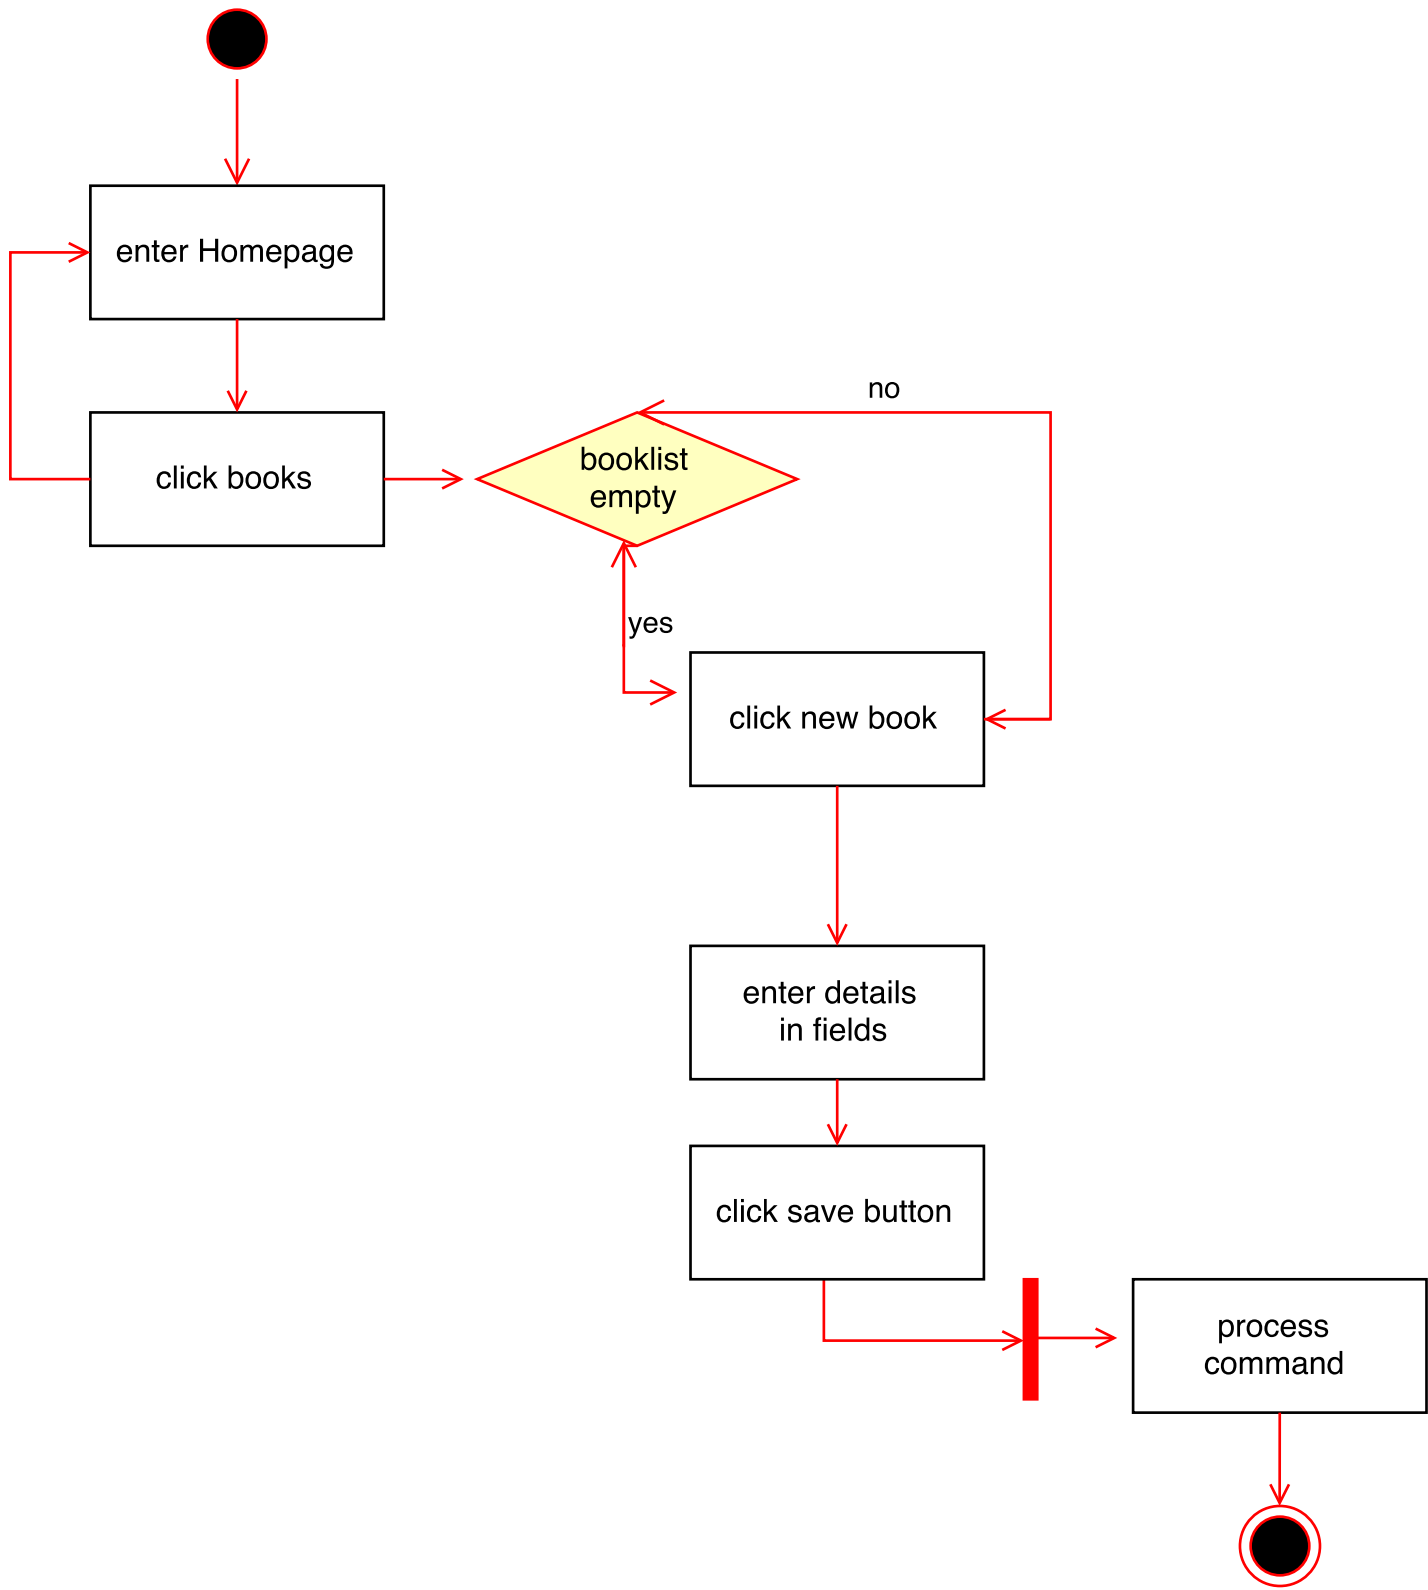 enter Homepage
no
booklist
empty
click books
yes
click new book
enter details
in fields
click save button
process
command